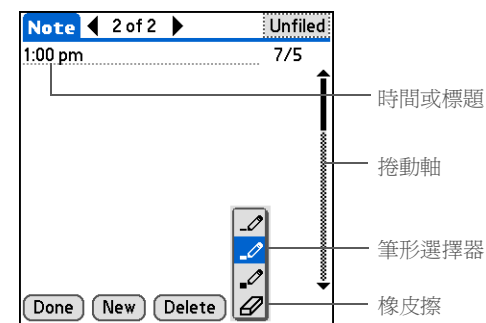 Note 2 of 2 Unfiled
1:00 pm 7/5
時間或標題
捲動軸
筆形選擇器
橡皮擦
Done New Delete